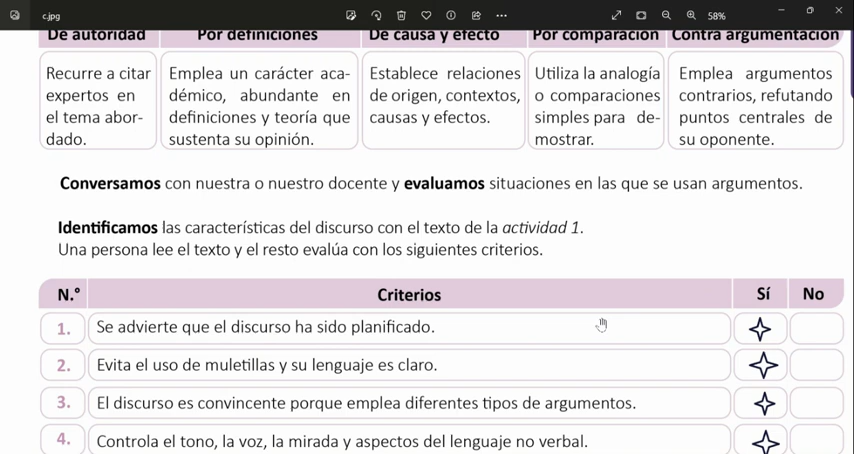 c.jpg
58%
De autoridad Por definiciones De causa y efecto Por comparación Contra argumentación
Recurre a citar
expertos en
el tema abor-
dado.
Emplea un carácter aca-
démico, abundante en
definiciones y teoría que
sustenta su opinión.
Establece relaciones
de origen, contextos,
causas y efectos.
Utiliza la analogía
o comparaciones
simples para de-
mostrar.
Emplea argumentos
contrarios, refutando
puntos centrales de
su oponente.
Conversamos con nuestra o nuestro docente y evaluamos situaciones en las que se usan argumentos.
Identificamos las características del discurso con el texto de la actividad 1.
Una persona lee el texto y el resto evalúa con los siguientes criterios.
N.° Criterios Sí No
1. Se advierte que el discurso ha sido planificado.
2. Evita el uso de muletillas y su lenguaje es claro.
3. El discurso es convincente porque emplea diferentes tipos de argumentos.
4. Controla el tono, la voz, la mirada y aspectos del lenguaje no verbal.